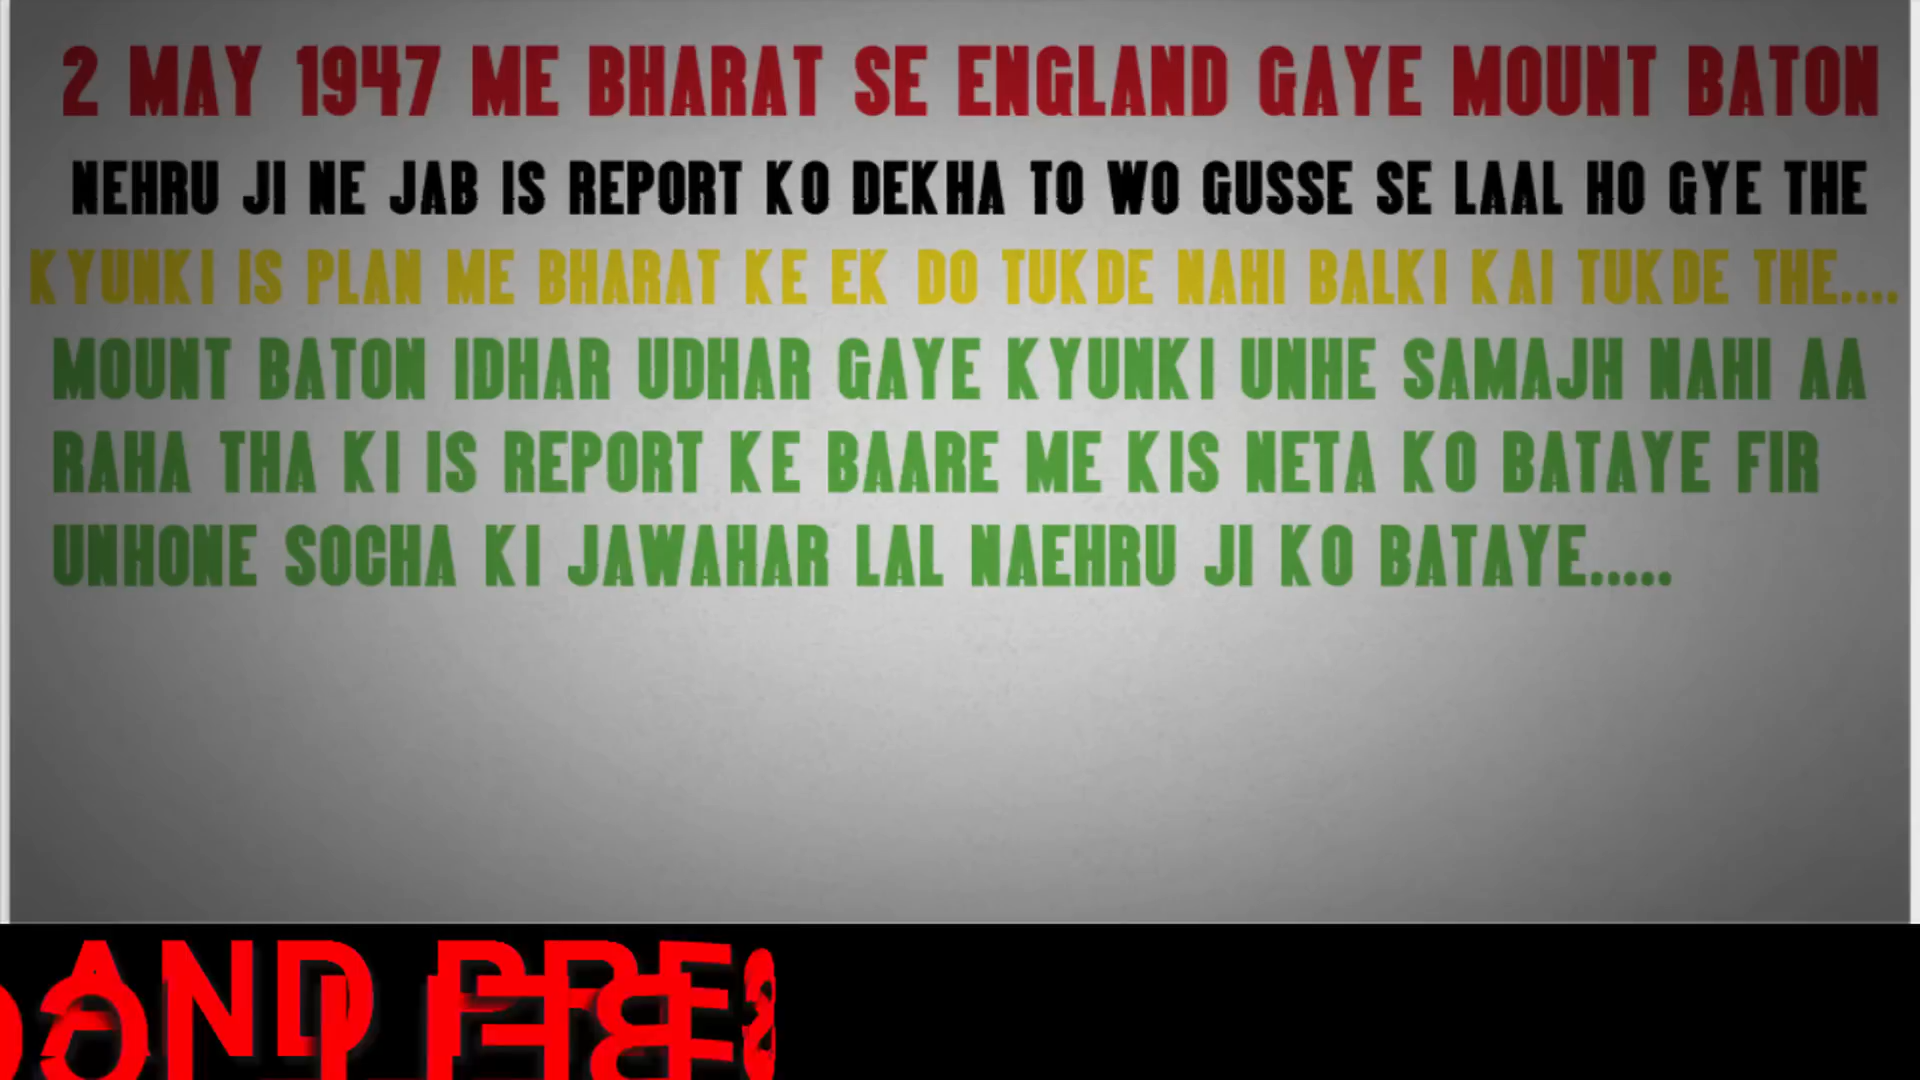 2 MAY 1947 ME BHARAT SE ENGLAND GAYE MOUNT BATON
NEHRU JI NE JAB IS REPORT KO DEKHA TO WO GUSSE SE LAAL HO GYE THE
KYUNKI IS PLAN ME BHARAT KE EK DO TUKDE NAHI BALKI KAI TUKDE THE....
MOUNT BATON IDHAR UDHAR GAYE KYUNKI UNHE SAMAJH NAHI AA
RAHA THA KI IS REPORT KE BAARE ME KIS NETA KO BATAYE FIR
UNHONE SOCHA KI JAWAHAR LAL NAEHRU JI KO BATAYE.....
AND